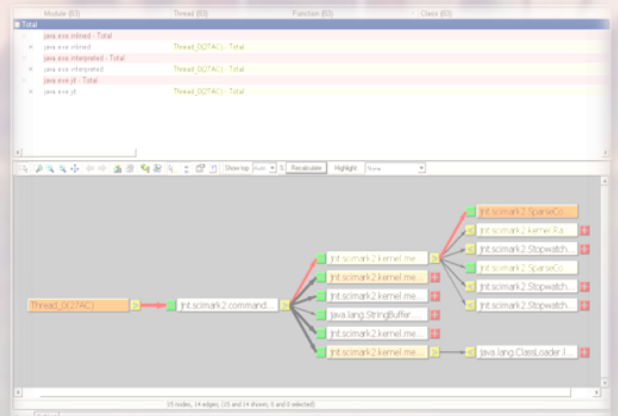 Module (83) Thread (83) Function (83) Class (83)
Total
java.exe.inlined - Total
java.exe.inlined Thread_0(27AC) - Total
java.exe.interpreted - Total
java.exe.interpreted Thread_0(27AC) - Total
java.exe.jit - Total
java.exe.jit Thread_0(27AC) - Total
Show top Auto % Recalculate Highlight: None
jnt.scimark2.SparseCo...
jnt.scimark2.kernel.Ra...
jnt.scimark2.kernel.me... jnt.scimark2.Stopwatch...
jnt.scimark2.kernel.me... jnt.scimark2.SparseCo...
jnt.scimark2.kernel.me... jnt.scimark2.Stopwatch...
Thread_0(27AC) jnt.scimark2.command... jnt.scimark2.Stopwatch...
java.lang.StringBuffer...
jnt.scimark2.kernel.me...
jnt.scimark2.kernel.me... java.lang.ClassLoader.l...
15 nodes, 14 edges, (15 and 14 shown, 0 and 0 selected)